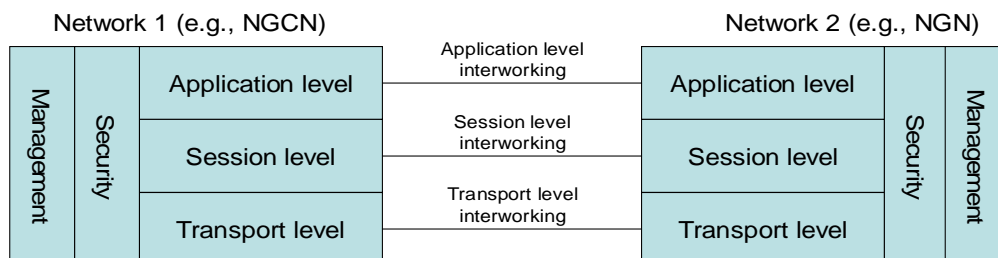 Network 1 (e.g., NGCN)
Network 2 (e.g., NGN)
Management
Security
Application level
Session level
Transport level
Application level
interworking
Session level
interworking
Transport level
interworking
Application level
Session level
Transport level
Security
Management